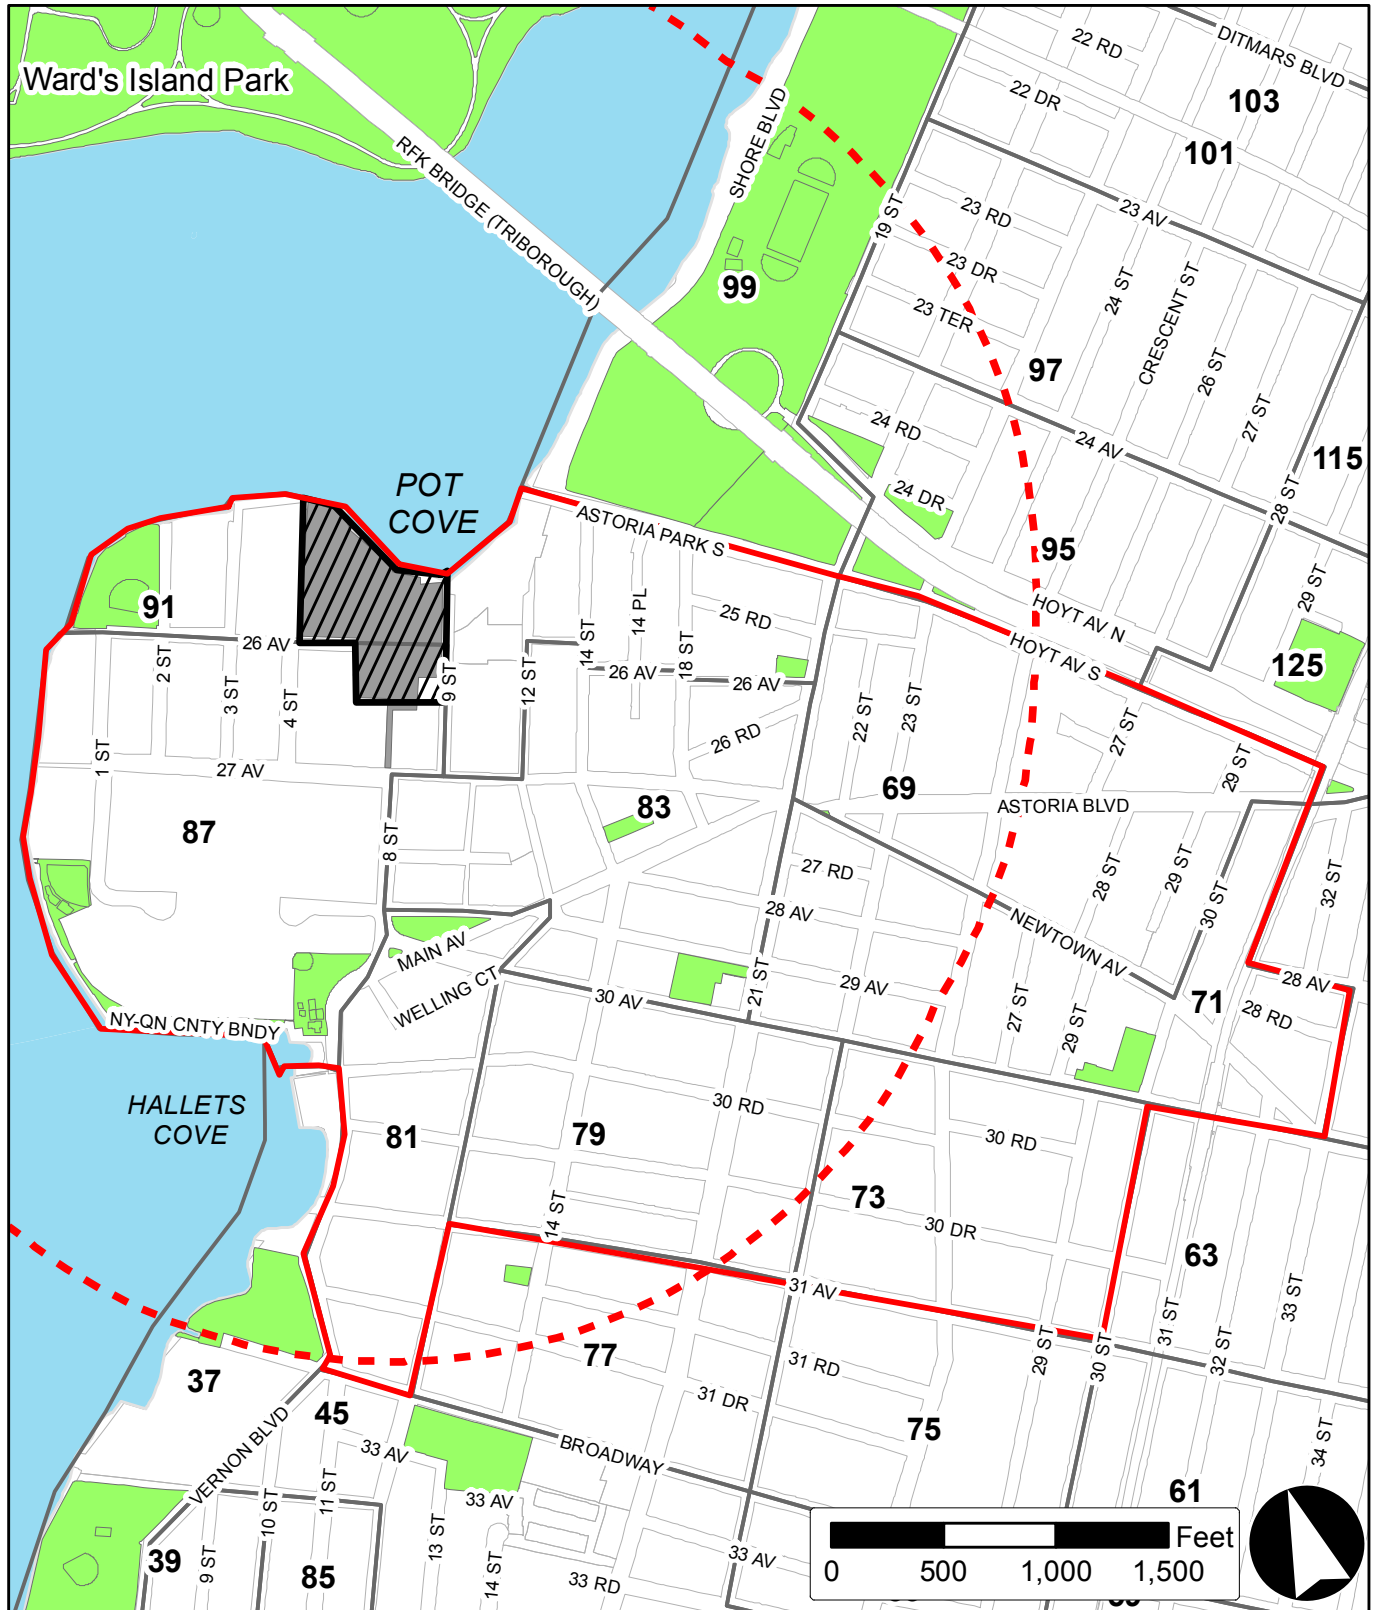 DITMARS BLVD
22 RD
Ward's Island Park
22 DR
103
101
RFK BRIDGE (TRIBOROUGH)
SHORE BLVD
23 RD
23 AV
19 ST
23 DR
99
24 ST
CRESCENT ST
23 TER
97
26 ST
27 ST
24 RD
24 AV
115
POT
COVE
24 DR
28 ST
ASTORIA PARK S
95
29 ST
91
14 PL
25 RD
HOYT AV N
26 AV
2 ST
3 ST
4 ST
9 ST
12 ST
14 ST
18 ST
26 AV
26 AV
HOYT AV S
125
22 ST
23 ST
27 ST
26 RD
1 ST
27 AV
29 ST
69
83
ASTORIA BLVD
87
8 ST
27 RD
28 ST
29 ST
30 ST
32 ST
28 AV
NEWTOWN AV
MAIN AV
WELLING CT
30 AV
21 ST
29 AV
28 AV
27 ST
29 ST
71
28 RD
NY-QN CNTY BNDY
HALLETS
COVE
30 RD
81
79
30 RD
14 ST
73
30 DR
63
31 AV
33 ST
31 ST
32 ST
29 ST
30 ST
77
31 RD
37
31 DR
45
75
VERNON BLVD
33 AV
BROADWAY
34 ST
61
11 ST
10 ST
33 AV
13 ST
33 AV
39
9 ST
85
14 ST
33 RD
Feet
0
500
1,000
1,500